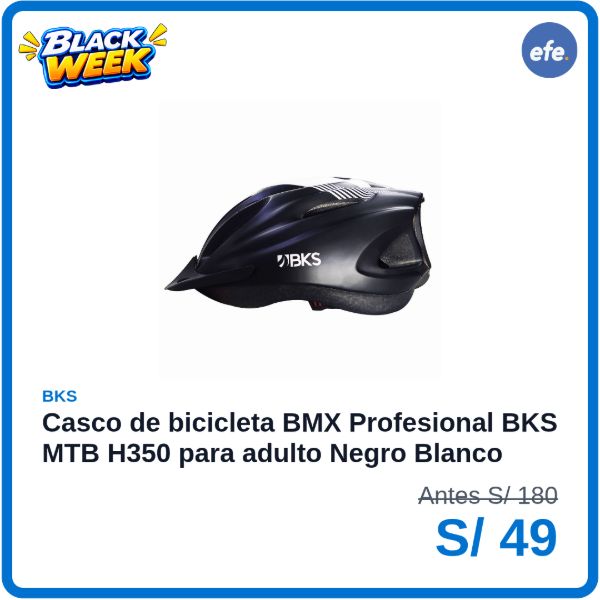 BLACK
WEEK
efe.
BKS
BKS
Casco de bicicleta BMX Profesional BKS
MTB H350 para adulto Negro Blanco
Antes S/ 180
S/ 49